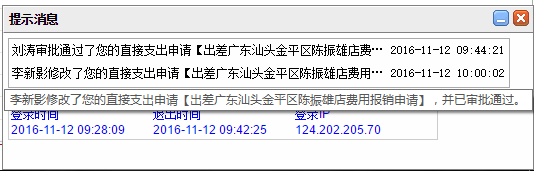 提示消息
刘涛审批通过了您的直接支出申请【出差广东汕头金平区陈振雄店费… 2016-11-12 09:44:21
李新影修改了您的直接支出申请【出差广东汕头金平区陈振雄店费用… 2016-11-12 10:00:02
李新影修改了您的直接支出申请【出差广东汕头金平区陈振雄店费用报销申请】，并已审批通过。
登录时间 退出时间 登录IP
2016-11-12 09:28:09 2016-11-12 09:42:25 124.202.205.70